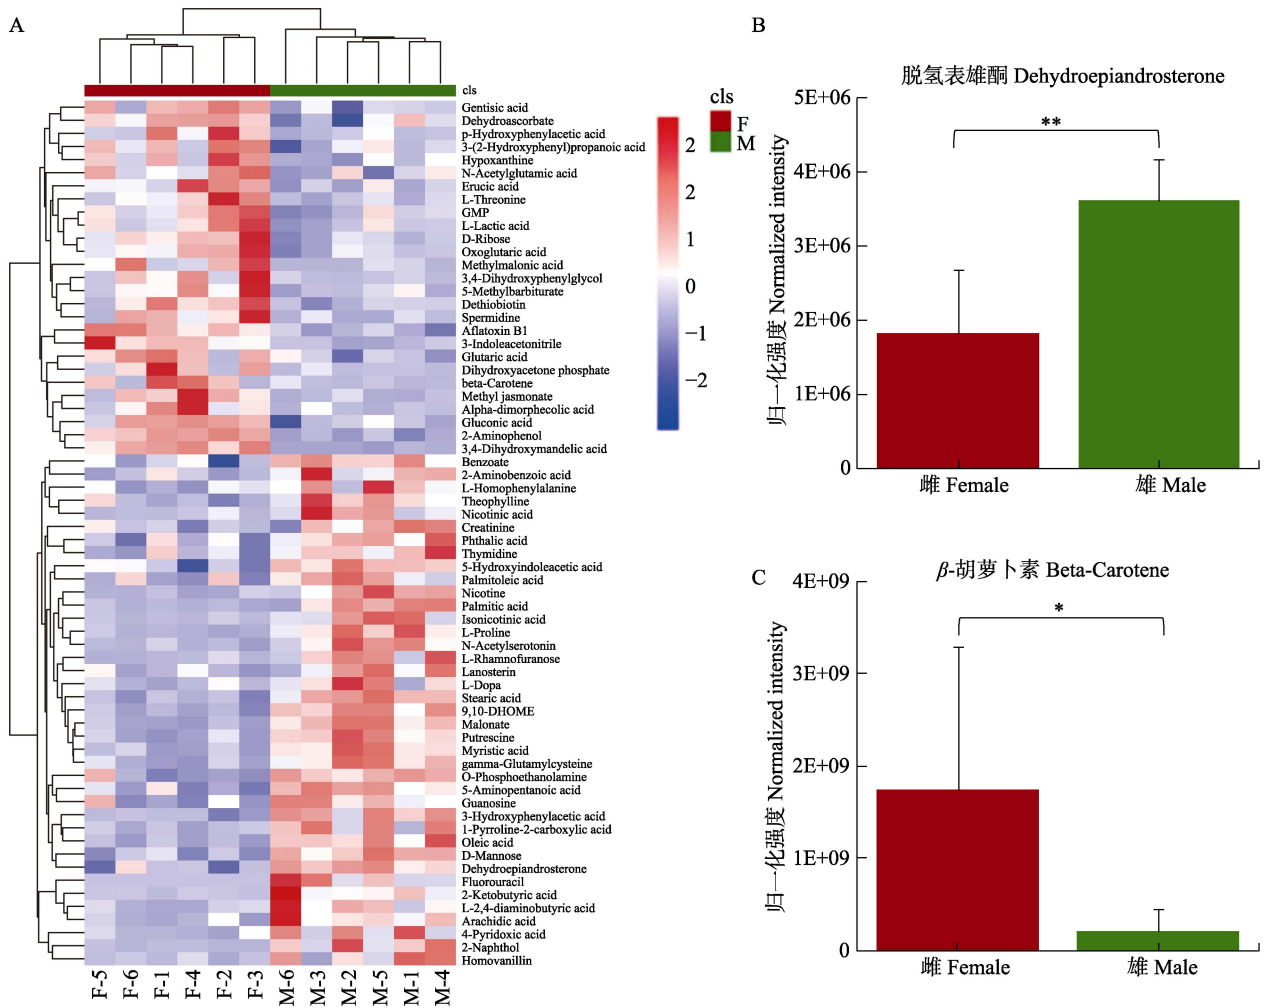 A
cls
Gentisic acid
Dehydroascorbate
p-Hydroxyphenylacetic acid
3-(2-Hydroxyphenyl)propanoic acid
Hypoxanthine
N-Acetylglutamic acid
Erucic acid
L-Threonine
GMP
L-Lactic acid
D-Ribose
Oxoglutaric acid
Methylmalonic acid
3,4-Dihydroxyphenylglycol
5-Methylbarbiturate
Dethiobiotin
Spermidine
Aflatoxin B1
3-Indoleacetonitrile
Glutaric acid
Dihydroxyacetone phosphate
beta-Carotene
Methyl jasmonate
Alpha-dimorphecolic acid
Gluconic acid
2-Aminophenol
3,4-Dihydroxymandelic acid
Benzoate
2-Aminobenzoic acid
L-Homophenylalanine
Theophylline
Nicotinic acid
Creatinine
Phthalic acid
Thymidine
5-Hydroxyindoleacetic acid
Palmitoleic acid
Nicotine
Palmitic acid
Isonicotinic acid
L-Proline
N-Acetylserotonin
L-Rhamnofuranose
Lanosterin
L-Dopa
Stearic acid
9,10-DHOME
Malonate
Putrescine
Myristic acid
gamma-Glutamylcysteine
O-Phosphoethanolamine
5-Aminopentanoic acid
Guanosine
3-Hydroxyphenylacetic acid
1-Pyrroline-2-carboxylic acid
Oleic acid
D-Mannose
Dehydroepiandrosterone
Fluorouracil
2-Ketobutyric acid
L-2,4-diaminobutyric acid
Arachidic acid
4-Pyridoxic acid
2-Naphthol
Homovanillin
F-5
F-6
F-1
F-4
F-2
F-3
M-6
M-3
M-2
M-5
M-1
M-4
2
2
1
0
−1
−2
cls
F
M
B
脱氢表雄酮 Dehydroepiandrosterone
归一化强度 Normalized intensity
5E+06
4E+06
3E+06
2E+06
1E+06
0
**
雌 Female
雄 Male
C
β-胡萝卜素 Beta-Carotene
归一化强度 Normalized intensity
4E+09
3E+09
2E+09
1E+09
0
*
雌 Female
雄 Male